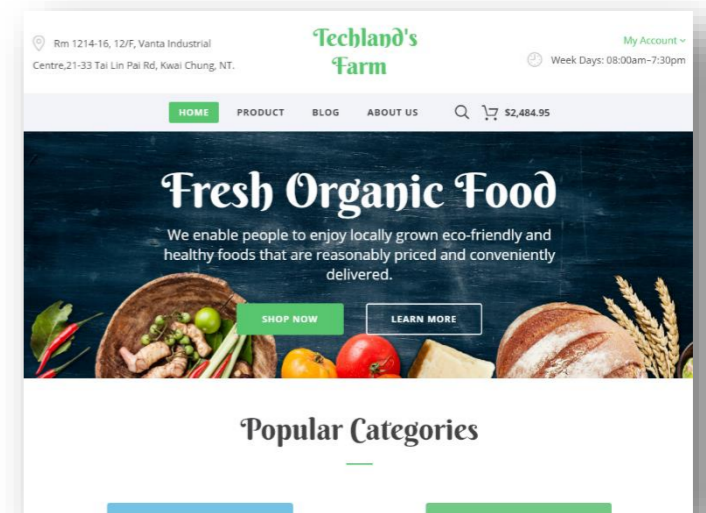 Rm 1214-16, 12/F, Vanta Industrial
Centre,21-33 Tai Lin Pai Rd, Kwai Chung, NT.
Techland's
Farm
My Account
Week Days: 08:00am–7:30pm
HOME PRODUCT BLOG ABOUT US $2,484.95
Fresh Organic Food
We enable people to enjoy locally grown eco-friendly and
healthy foods that are reasonably priced and conveniently
delivered.
SHOP NOW LEARN MORE
Popular Categories